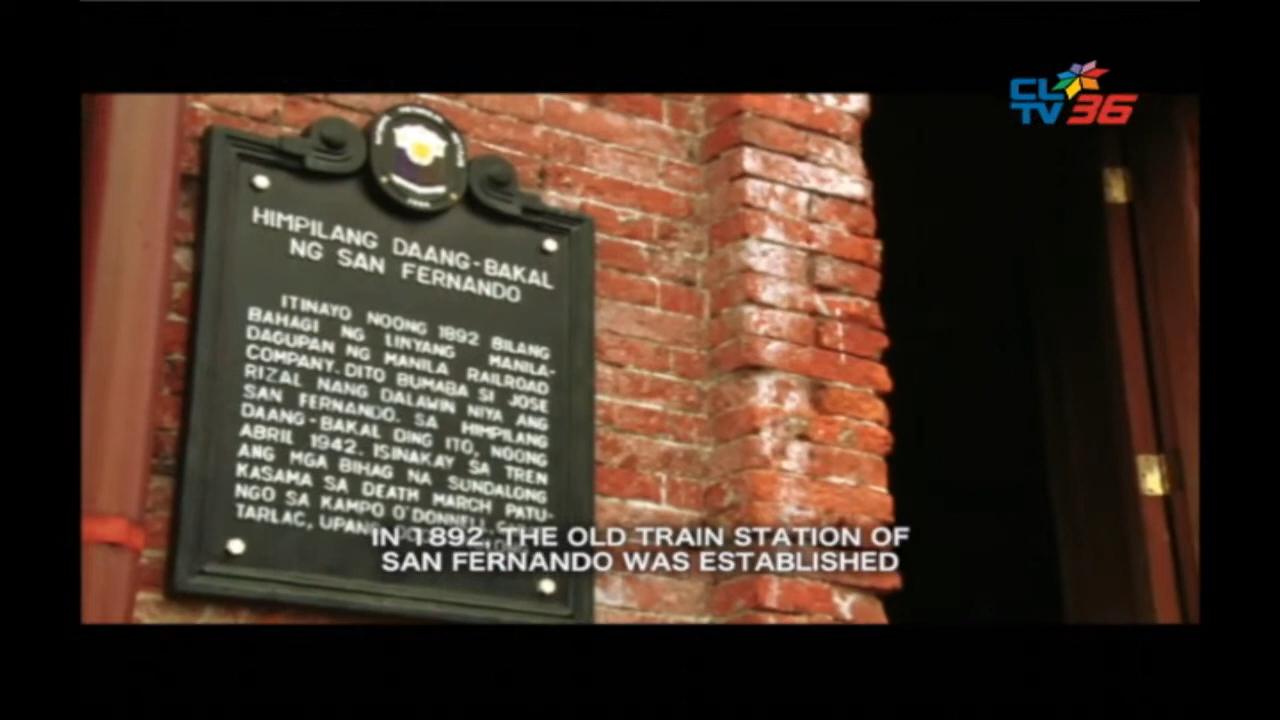 CL
TV36
HIMPILANG DAANG-BAKAL
NG SAN FERNANDO
ITINAYO NOONG 1892 BILANG
BAHAGI NG LINYANG MANILA-
DAGUPAN NG MANILA RAILROAD
COMPANY. DITO BUMABA SI JOSE
RIZAL NANG DALAWIN NIYA ANG
SAN FERNANDO. SA HIMPILANG
DAANG-BAKAL DING ITO, NOONG
ABRIL 1942, ISINAKAY SA TREN
ANG MGA BIHAG NA SUNDALONG
KASAMA SA DEATH MARCH PATU-
NGO SA KAMPO O'DONNELL,
TARLAC, UPANG
IN 1892, THE OLD TRAIN STATION OF
SAN FERNANDO WAS ESTABLISHED